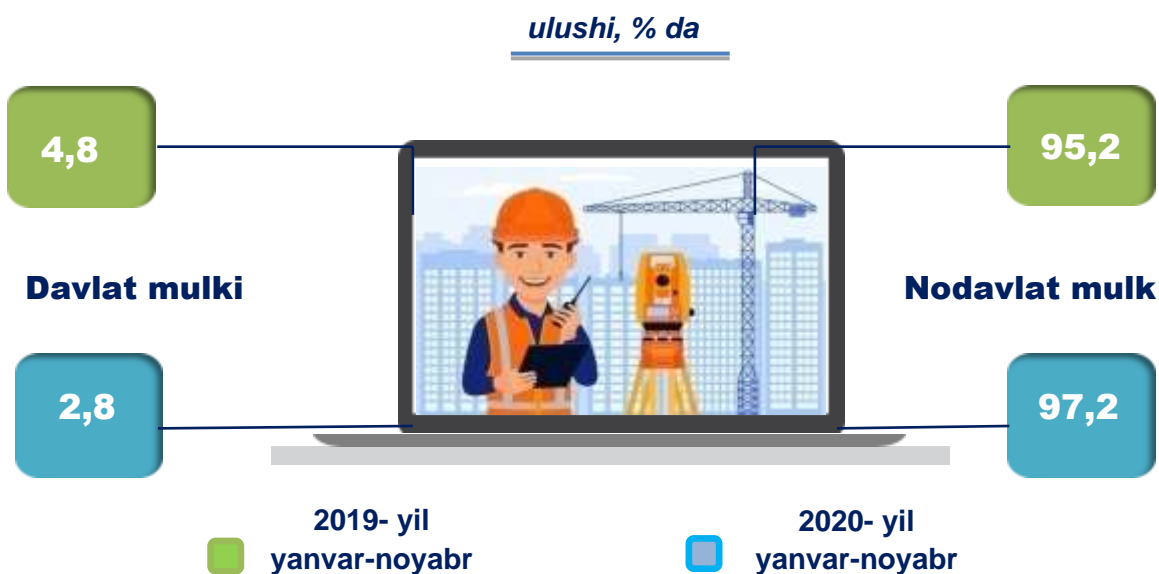 ulushi, % da
4,8
95,2
Davlat mulki
Nodavlat mulk
2,8
97,2
2019- yil
yanvar-noyabr
2020- yil
yanvar-noyabr